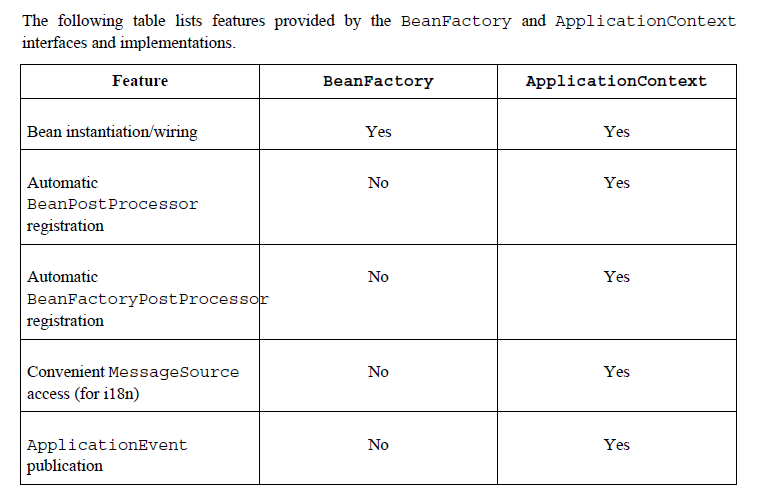 The following table lists features provided by the BeanFactory and ApplicationContext
interfaces and implementations.
Feature BeanFactory ApplicationContext
Bean instantiation/wiring Yes Yes
Automatic No Yes
BeanPostProcessor
registration
Automatic No Yes
BeanFactoryPostProcessor
registration
Convenient MessageSource No Yes
access (for i18n)
ApplicationEvent No Yes
publication